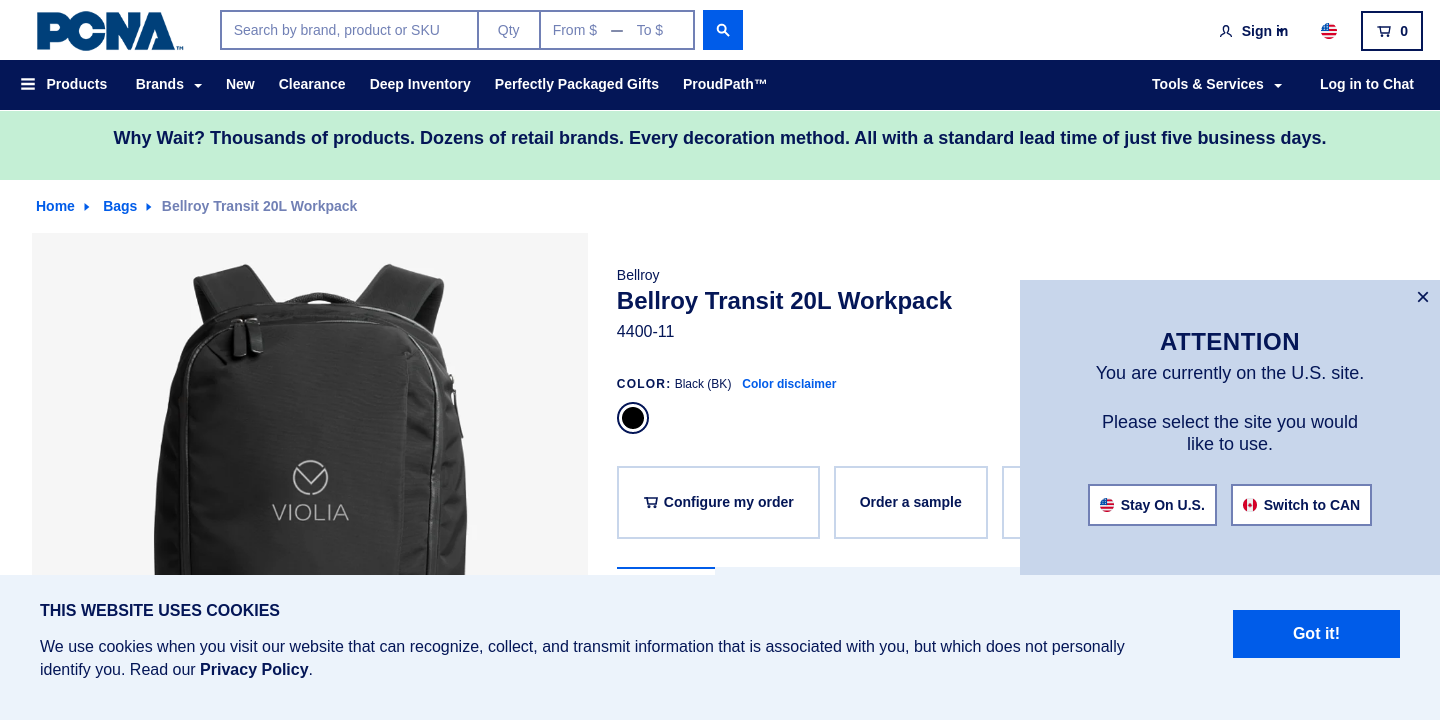 PCNA™
Search by brand, product or SKU
Qty
From $ — To $
Sign in
0
Products
Brands
New
Clearance
Deep Inventory
Perfectly Packaged Gifts
ProudPath™
Tools & Services
Log in to Chat
Why Wait? Thousands of products. Dozens of retail brands. Every decoration method. All with a standard lead time of just five business days.
Home
Bags
Bellroy Transit 20L Workpack
VIOLIA
Bellroy
Bellroy Transit 20L Workpack
4400-11
COLOR: Black (BK) Color disclaimer
Configure my order
Order a sample
×
ATTENTION
You are currently on the U.S. site.
Please select the site you would
like to use.
Stay On U.S.
Switch to CAN
THIS WEBSITE USES COOKIES
We use cookies when you visit our website that can recognize, collect, and transmit information that is associated with you, but which does not personally
identify you. Read our Privacy Policy.
Got it!